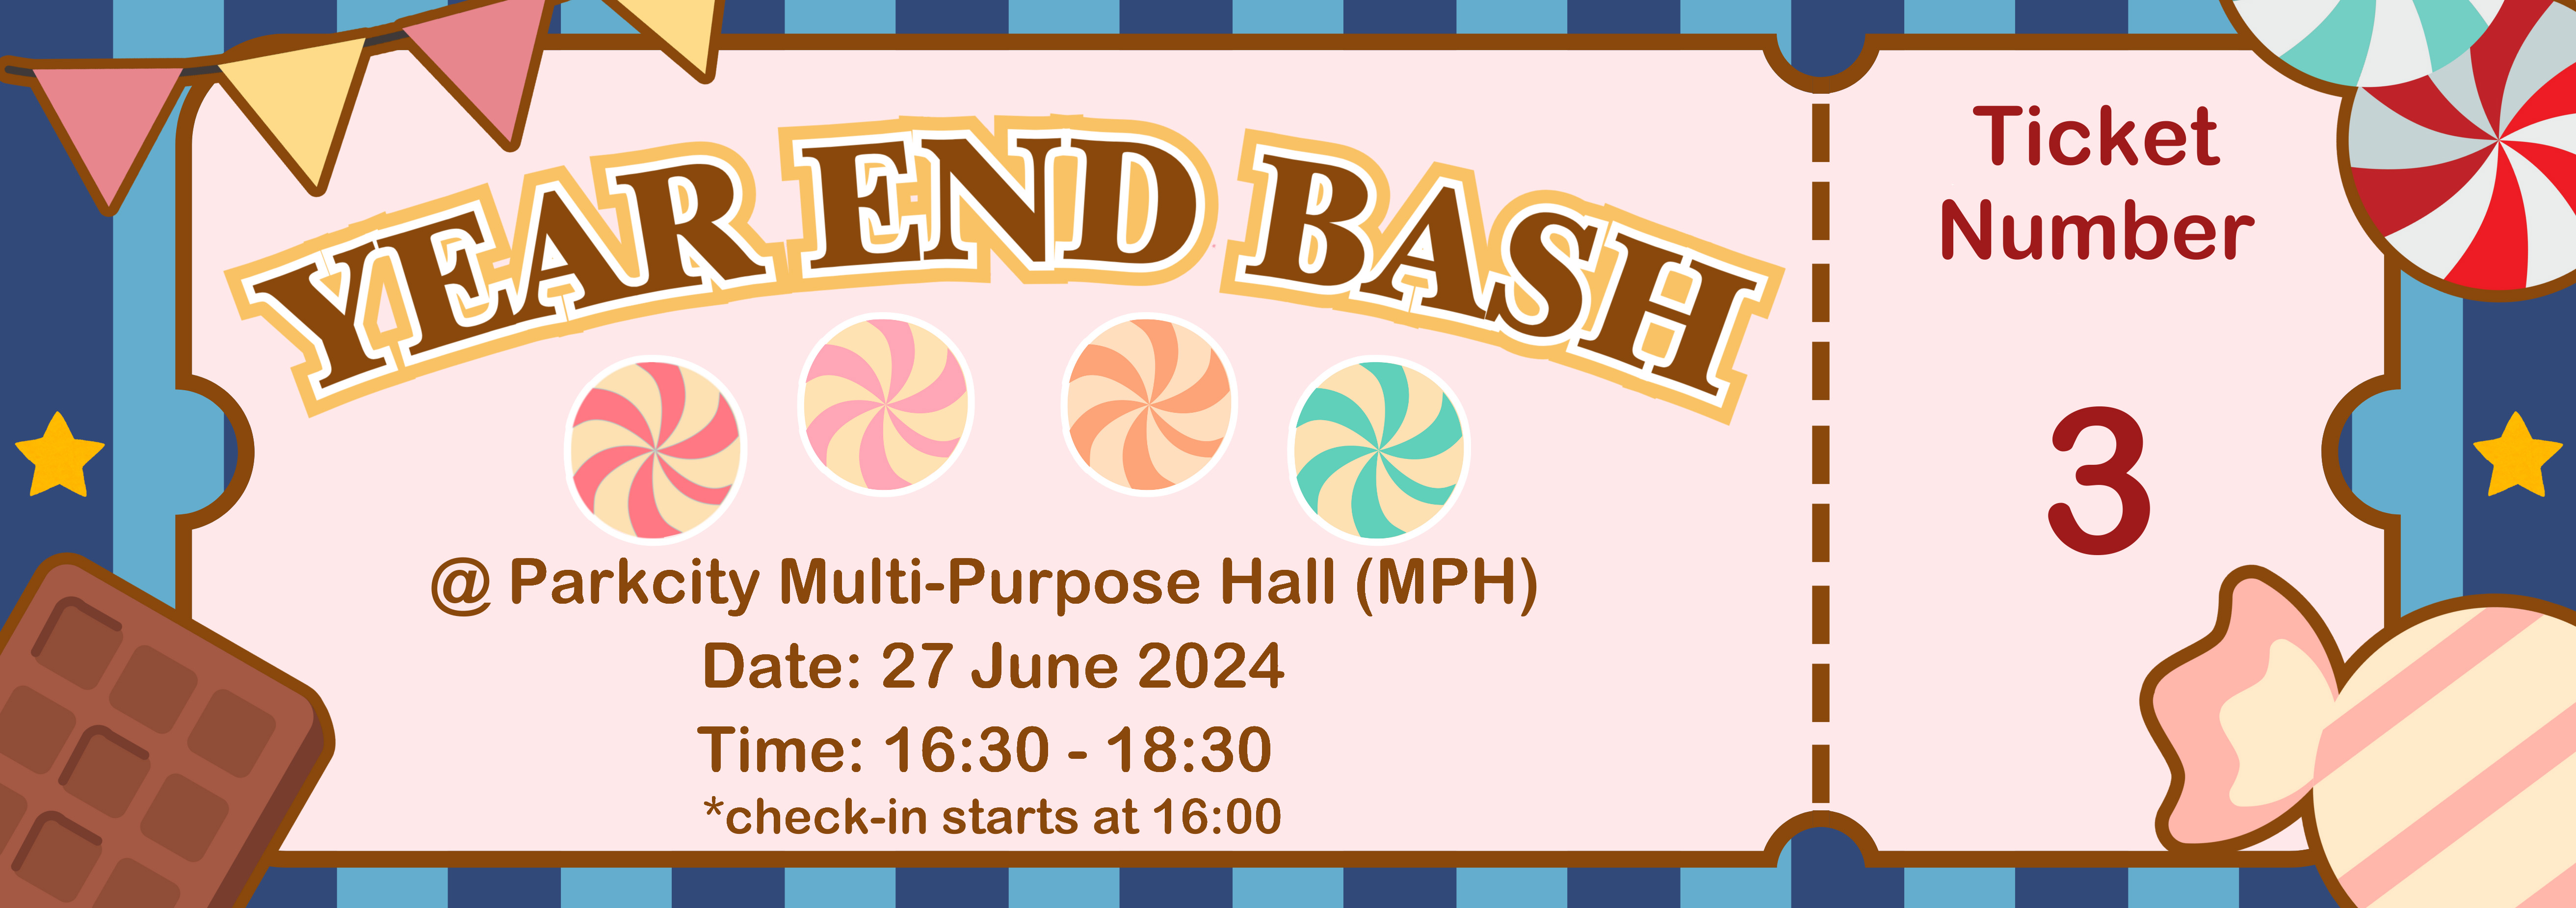 YEAR END BASH
@ Parkcity Multi-Purpose Hall (MPH)
Date: 27 June 2024
Time: 16:30 - 18:30
*check-in starts at 16:00
Ticket
Number
3